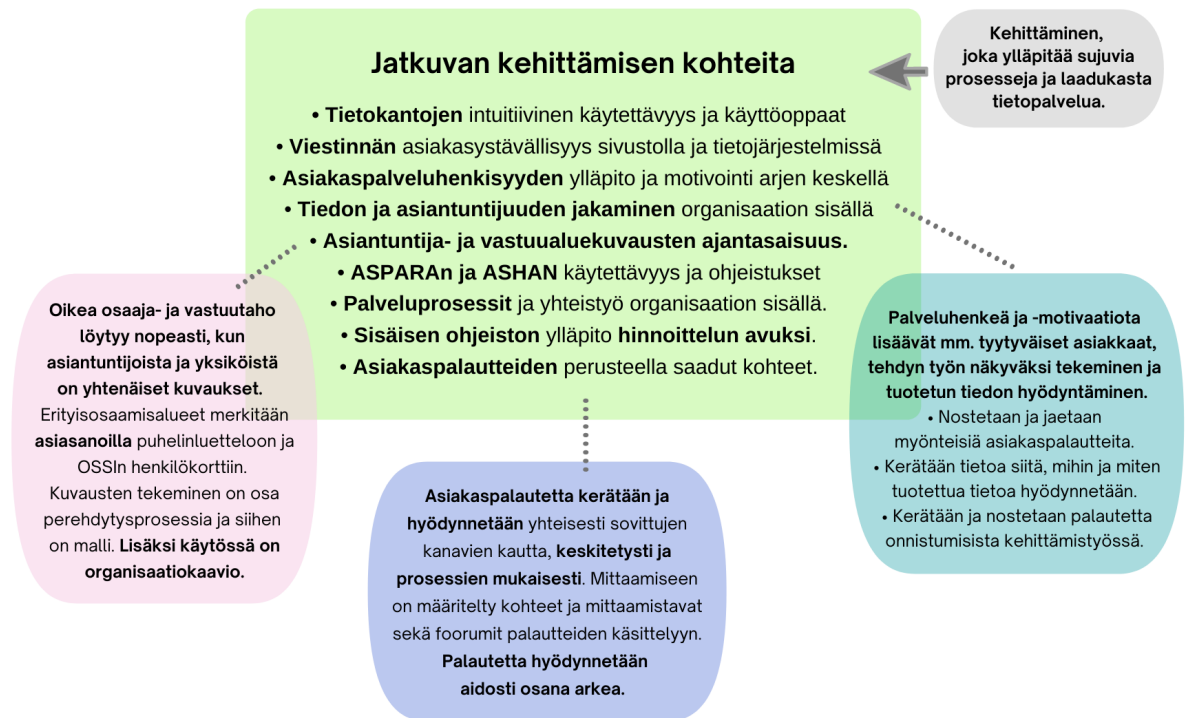 Jatkuvan kehittämisen kohteita
• Tietokantojen intuitiivinen käytettävyys ja käyttöoppaat
• Viestinnän asiakasystävällisyys sivustolla ja tietojärjestelmissä
• Asiakaspalveluhenkisyyden ylläpito ja motivointi arjen keskellä
• Tiedon ja asiantuntijuuden jakaminen organisaation sisällä
• Asiantuntija- ja vastuualuekuvausten ajantasaisuus.
• ASPARAn ja ASHAN käytettävyys ja ohjeistukset
• Palveluprosessit ja yhteistyö organisaation sisällä.
• Sisäisen ohjeiston ylläpito hinnoittelun avuksi.
• Asiakaspalautteiden perusteella saadut kohteet.
Kehittäminen,
joka ylläpitää sujuvia
prosesseja ja laadukasta
tietopalvelua.
Oikea osaaja- ja vastuutaho
löytyy nopeasti, kun
asiantuntijoista ja yksiköistä
on yhtenäiset kuvaukset.
Erityisosaamisalueet merkitään
asiasanoilla puhelinluetteloon ja
OSSIn henkilökorttiin.
Kuvausten tekeminen on osa
perehdytysprosessia ja siihen
on malli. Lisäksi käytössä on
organisaatiokaavio.
Asiakaspalautetta kerätään ja
hyödynnetään yhteisesti sovittujen
kanavien kautta, keskitetysti ja
prosessien mukaisesti. Mittaamiseen
on määritelty kohteet ja mittaamistavat
sekä foorumit palautteiden käsittelyyn.
Palautetta hyödynnetään
aidosti osana arkea.
Palveluhenkeä ja -motivaatiota
lisäävät mm. tyytyväiset asiakkaat,
tehdyn työn näkyväksi tekeminen ja
tuotetun tiedon hyödyntäminen.
• Nostetaan ja jaetaan
myönteisiä asiakaspalautteita.
• Kerätään tietoa siitä, mihin ja miten
tuotettua tietoa hyödynnetään.
• Kerätään ja nostetaan palautetta
onnistumisista kehittämistyössä.